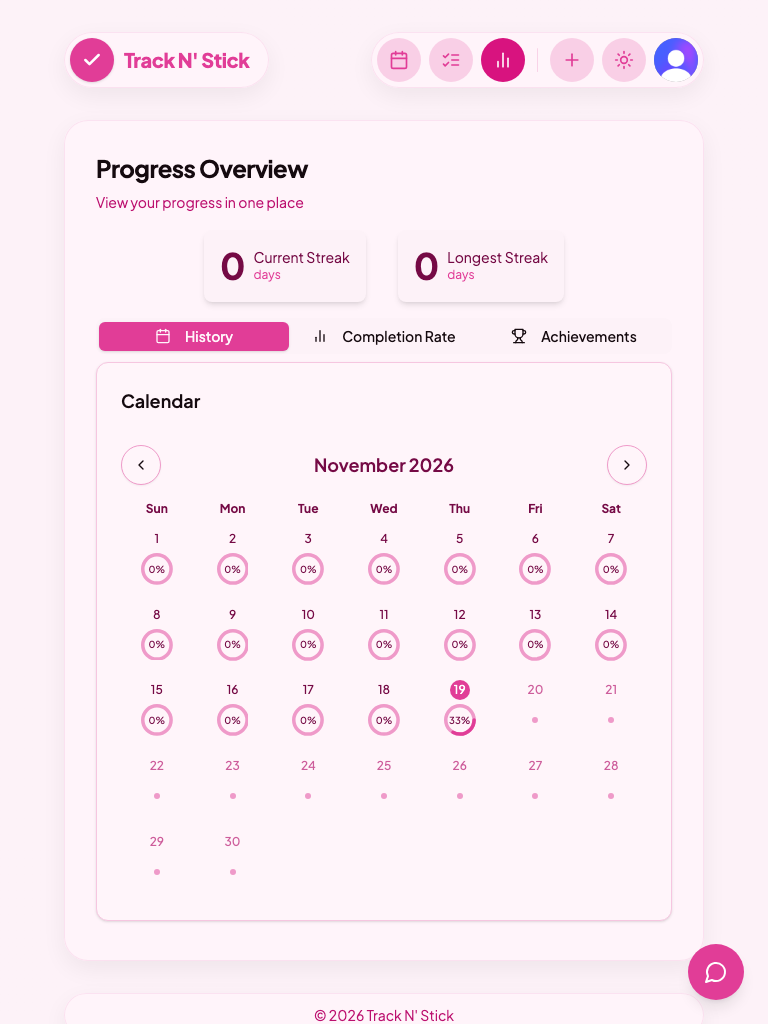 Track N' Stick
Progress Overview
View your progress in one place
0 Current Streak
days
0 Longest Streak
days
History Completion Rate Achievements
Calendar
November 2026
Sun Mon Tue Wed Thu Fri Sat
1 2 3 4 5 6 7
0% 0% 0% 0% 0% 0% 0%
8 9 10 11 12 13 14
0% 0% 0% 0% 0% 0% 0%
15 16 17 18 19 20 21
0% 0% 0% 0% 33%
22 23 24 25 26 27 28
29 30
© 2026 Track N' Stick